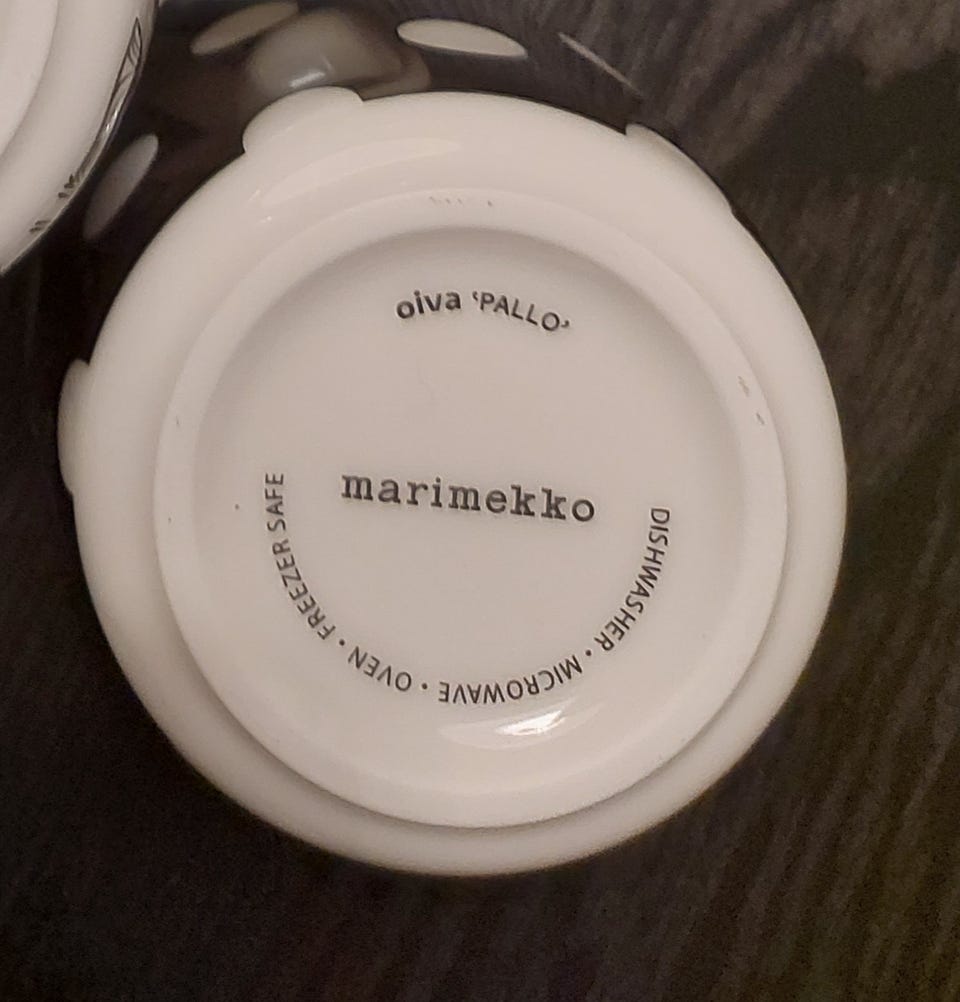 oiva ‘PALLO’
marimekko
DISHWASHER · MICROWAVE · OVEN · FREEZER SAFE